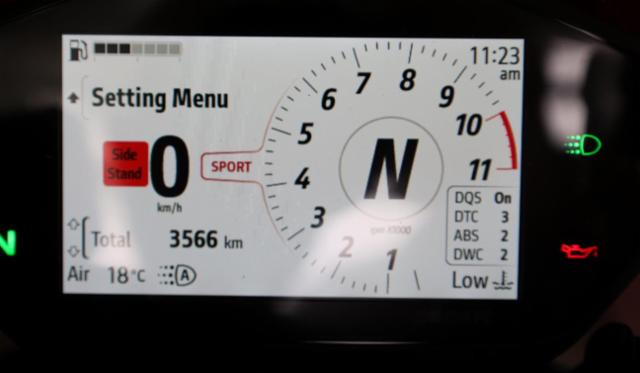 11:23
am
Setting Menu
Side
Stand
0
km/h
SPORT
1
2
3
4
5
6
7
8
9
10
11
N
rpm x1000
DQS On
DTC 3
ABS 2
DWC 2
Total 3566 km
Air 18°C
A
Low
N